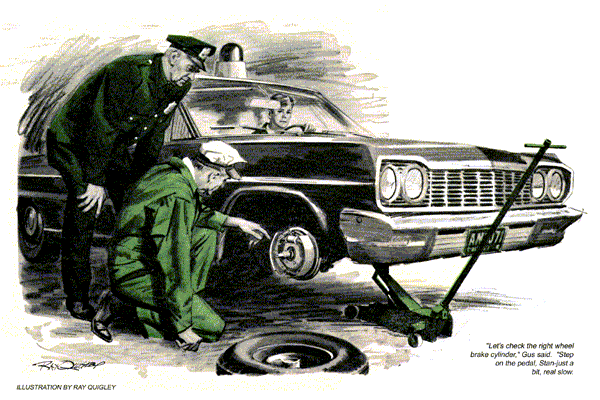 "Let's check the right wheel
brake cylinder," Gus said. "Step
on the pedal, Stan-just a
bit, real slow.
ILLUSTRATION BY RAY QUIGLEY